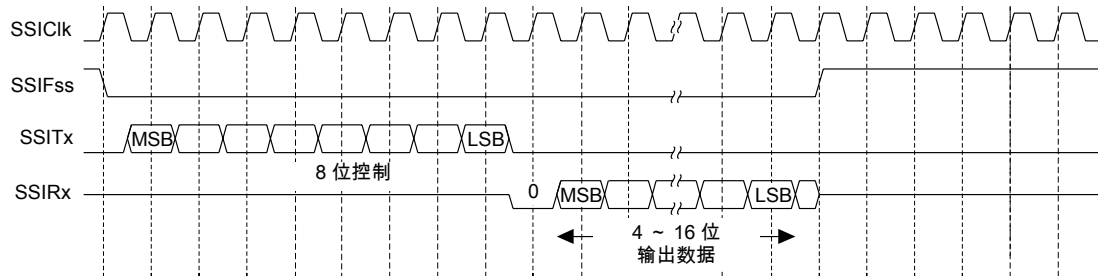 SSIClk
SSIFss
SSITx
MSB
LSB
8 位控制
SSIRx
0
MSB
LSB
4 ~ 16 位
输出数据